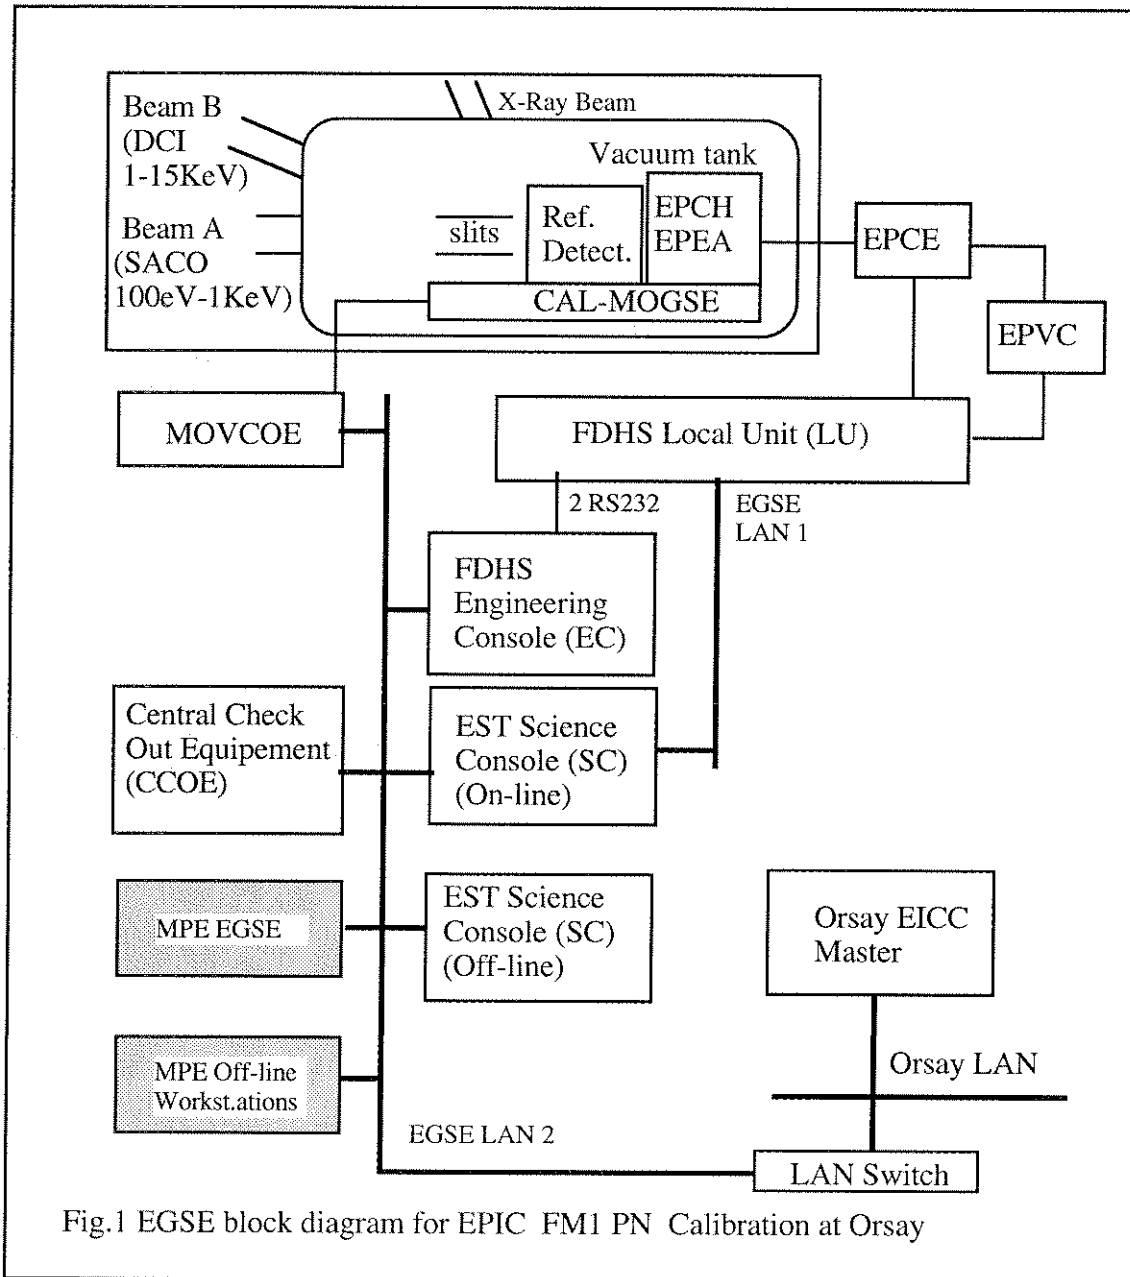 X-Ray Beam
Beam B
(DCI
1-15KeV)
Vacuum tank
Beam A
(SACO
100eV-1KeV)
slits
Ref.
Detect.
EPCH
EPEA
CAL-MOGSE
EPCE
EPVC
MOVCOE
FDHS Local Unit (LU)
2 RS232
EGSE
LAN 1
FDHS
Engineering
Console (EC)
Central Check
Out Equipement
(CCOE)
EST Science
Console (SC)
(On-line)
MPE EGSE
EST Science
Console (SC)
(Off-line)
Orsay EICC
Master
MPE Off-line
Workst.ations
Orsay LAN
EGSE LAN 2
LAN Switch
Fig.1 EGSE block diagram for EPIC FM1 PN Calibration at Orsay